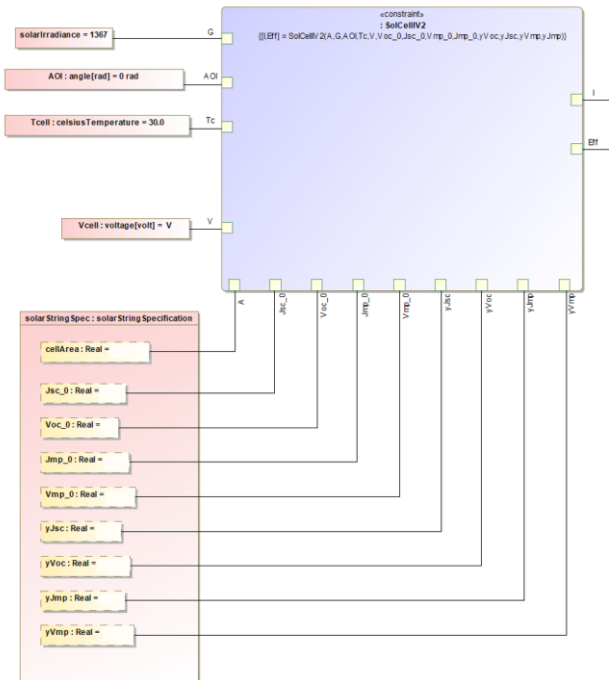 «constraint»
: SolCellIV2
{[I,Eff] = SolCellIV2(A,G,AOI,Tc,V,Voc_0,Jsc_0,Vmp_0,Jmp_0,yVoc,yJsc,yVmp,yJmp)}
solarIrradiance = 1367
G
AOI : angle[rad] = 0 rad
AOI
Tcell : celsiusTemperature = 30.0
Tc
I
Eff
Vcell : voltage[volt] = V
V
A
Jsc_0
Voc_0
Jmp_0
Vmp_0
yJsc
yVoc
yJmp
yVmp
solarStringSpec : solarStringSpecification
cellArea : Real =
Jsc_0 : Real =
Voc_0 : Real =
Jmp_0 : Real =
Vmp_0 : Real =
yJsc : Real =
yVoc : Real =
yJmp : Real =
yVmp : Real =